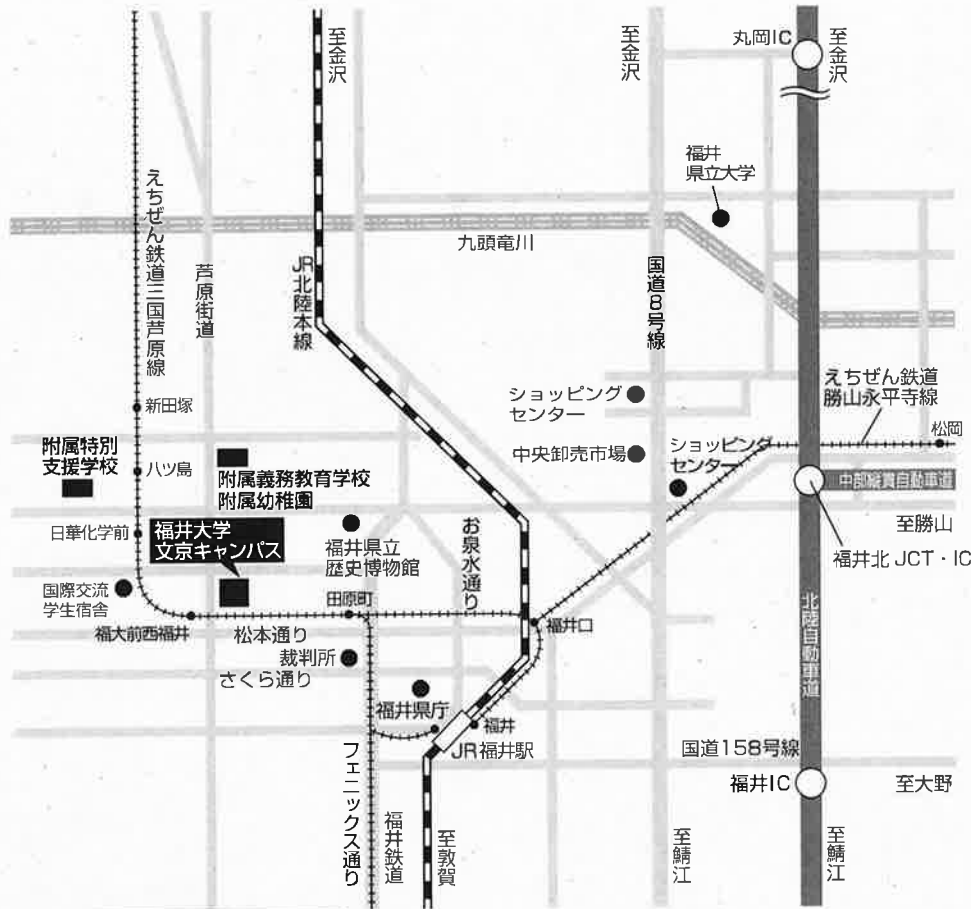 至金沢
至金沢
丸岡IC
至金沢
福井
県立大学
えちぜん鉄道三国芦原線
芦原街道
JR北陸本線
九頭竜川
国道8号線
新田塚
ショッピング
センター
えちぜん鉄道
勝山永平寺線
松岡
附属特別
支援学校
八ツ島
附属義務教育学校
附属幼稚園
中央卸売市場
ショッピング
センター
中部縦貫自動車道
至勝山
日華化学前
福井大学
文京キャンパス
福井県立
歴史博物館
お泉水通り
福井北JCT・IC
国際交流
学生宿舎
田原町
福大前西福井
松本通り
福井口
裁判所
さくら通り
北陸自動車道
福井県庁
福井
JR福井駅
国道158号線
福井IC
至大野
フェニックス通り
福井鉄道
至敦賀
至鯖江
至鯖江